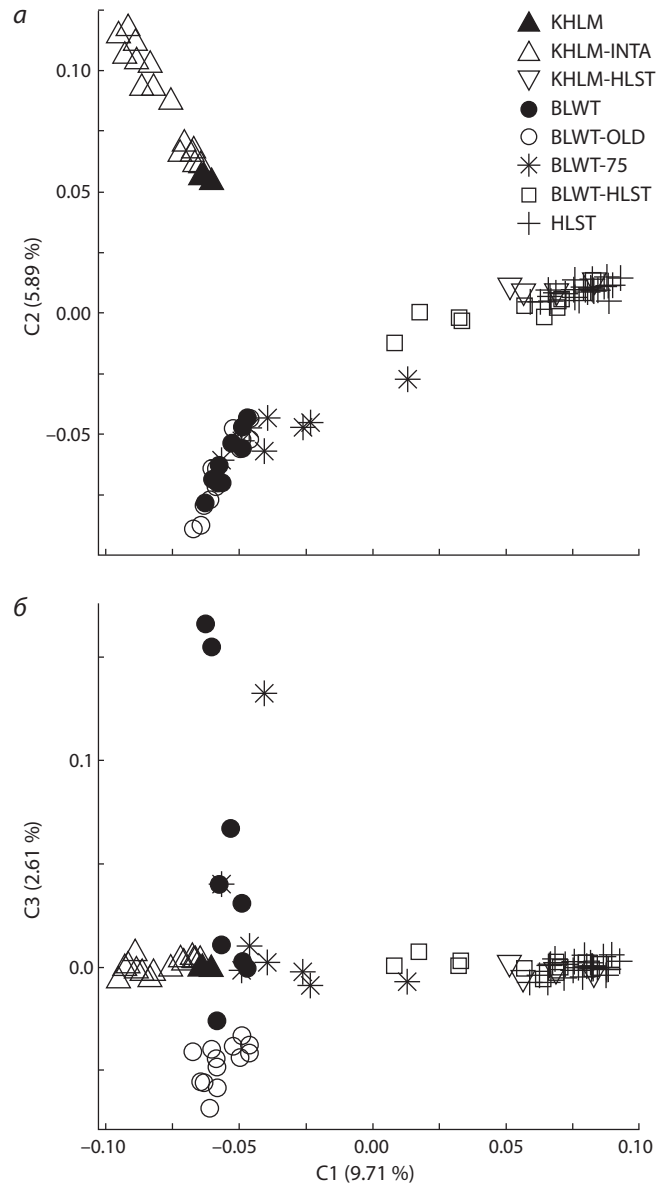 а
KHLM
KHLM-INTA
KHLM-HLST
BLWT
BLWT-OLD
BLWT-75
BLWT-HLST
HLST
0.10
0.05
0.00
−0.05
C2 (5.89 %)
б
0.1
0.0
C3 (2.61 %)
−0.10
−0.05
0.00
0.05
0.10
C1 (9.71 %)